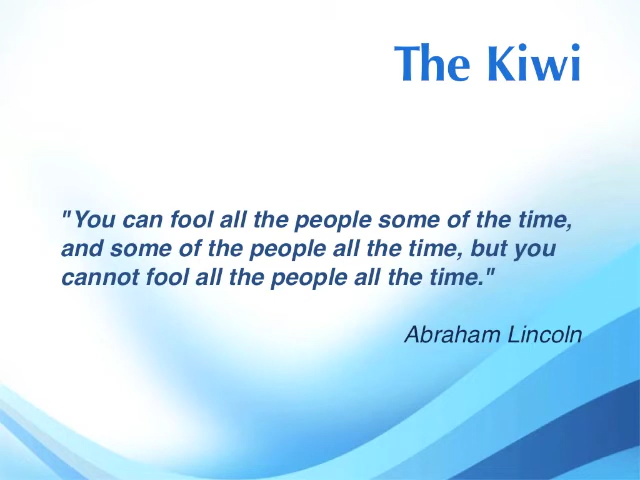 The Kiwi
"You can fool all the people some of the time,
and some of the people all the time, but you
cannot fool all the people all the time."
Abraham Lincoln